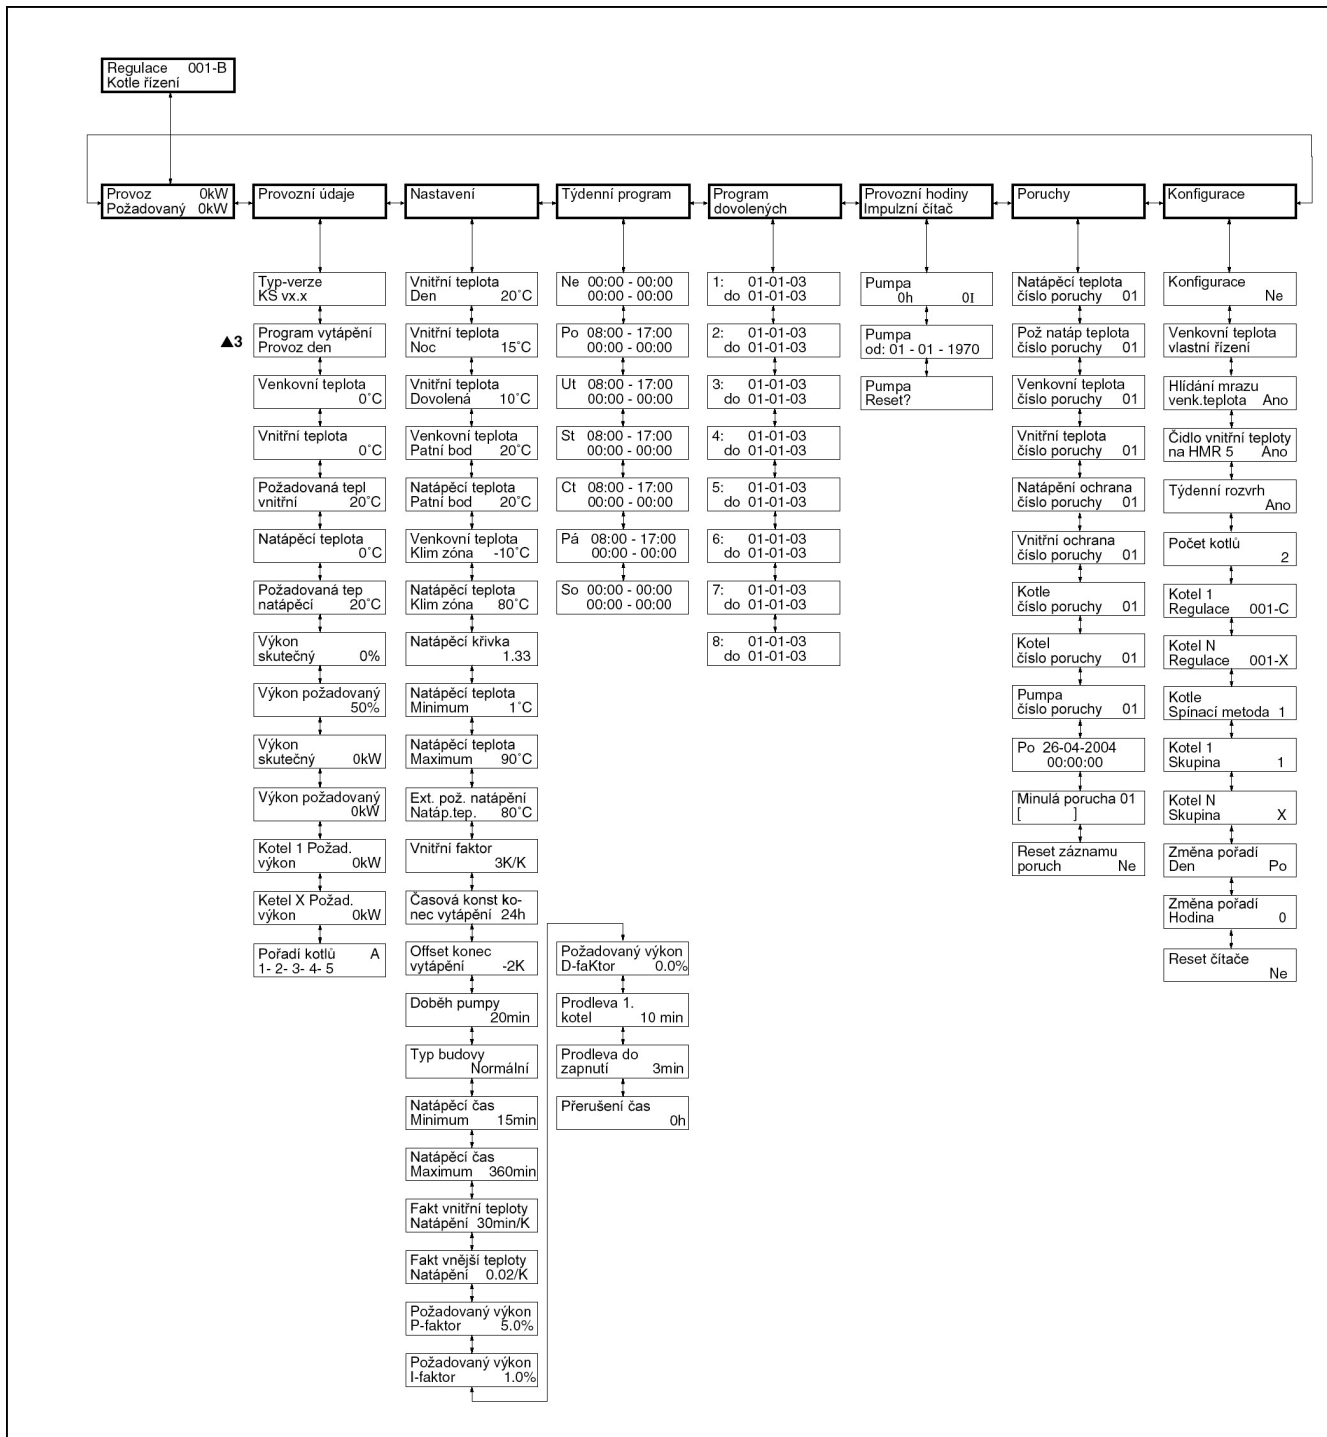 Regulace 001-B
Kotle řízení
Provoz 0kW
Požadovaný 0kW
Provozní údaje
Nastavení
Týdenní program
Program
dovolených
Provozní hodiny
Impulzní čítač
Poruchy
Konfigurace
Typ-verze
KS vx.x
▲3
Program vytápění
Provoz den
Venkovní teplota
0°C
Vnitřní teplota
0°C
Požadovaná tepl
vnitřní 20°C
Natápěcí teplota
0°C
Požadovaná tep
natápěcí 20°C
Výkon
skutečný 0%
Výkon požadovaný
50%
Výkon
skutečný 0kW
Výkon požadovaný
0kW
Kotel 1 Požad.
výkon 0kW
Ketel X Požad.
výkon 0kW
Pořadí kotlů A
1- 2- 3- 4- 5
Vnitřní teplota
Den 20°C
Vnitřní teplota
Noc 15°C
Vnitřní teplota
Dovolená 10°C
Venkovní teplota
Patní bod 20°C
Natápěcí teplota
Patní bod 20°C
Venkovní teplota
Klim zóna -10°C
Natápěcí teplota
Klim zóna 80°C
Natápěcí křivka
1.33
Natápěcí teplota
Minimum 1°C
Natápěcí teplota
Maximum 90°C
Ext. pož. natápění
Natáp.tep. 80°C
Vnitřní faktor
3K/K
Časová konst ko-
nec vytápění 24h
Offset konec
vytápění -2K
Doběh pumpy
20min
Typ budovy
Normální
Natápěcí čas
Minimum 15min
Natápěcí čas
Maximum 360min
Fakt vnitřní teploty
Natápění 30min/K
Fakt vnější teploty
Natápění 0.02/K
Požadovaný výkon
P-faktor 5.0%
Požadovaný výkon
I-faktor 1.0%
Ne 00:00 - 00:00
00:00 - 00:00
Po 08:00 - 17:00
00:00 - 00:00
Ut 08:00 - 17:00
00:00 - 00:00
St 08:00 - 17:00
00:00 - 00:00
Ct 08:00 - 17:00
00:00 - 00:00
Pá 08:00 - 17:00
00:00 - 00:00
So 00:00 - 00:00
00:00 - 00:00
Požadovaný výkon
D-faKtor 0.0%
Prodleva 1.
kotel 10 min
Prodleva do
zapnutí 3min
Přerušení čas
0h
1: 01-01-03
do 01-01-03
2: 01-01-03
do 01-01-03
3: 01-01-03
do 01-01-03
4: 01-01-03
do 01-01-03
5: 01-01-03
do 01-01-03
6: 01-01-03
do 01-01-03
7: 01-01-03
do 01-01-03
8: 01-01-03
do 01-01-03
Pumpa
0h 0I
Pumpa
od: 01 - 01 - 1970
Pumpa
Reset?
Natápěcí teplota
číslo poruchy 01
Pož natáp teplota
číslo poruchy 01
Venkovní teplota
číslo poruchy 01
Vnitřní teplota
číslo poruchy 01
Natápění ochrana
číslo poruchy 01
Vnitřní ochrana
číslo poruchy 01
Kotle
číslo poruchy 01
Kotel
číslo poruchy 01
Pumpa
číslo poruchy 01
Po 26-04-2004
00:00:00
Minulá porucha 01
[ ]
Reset záznamu
poruch Ne
Konfigurace
Ne
Venkovní teplota
vlastní řízení
Hlídání mrazu
venk.teplota Ano
Čidlo vnitřní teploty
na HMR 5 Ano
Týdenní rozvrh
Ano
Počet kotlů
2
Kotel 1
Regulace 001-C
Kotel N
Regulace 001-X
Kotle
Spínací metoda 1
Kotel 1
Skupina 1
Kotel N
Skupina X
Změna pořadí
Den Po
Změna pořadí
Hodina 0
Reset čítače
Ne